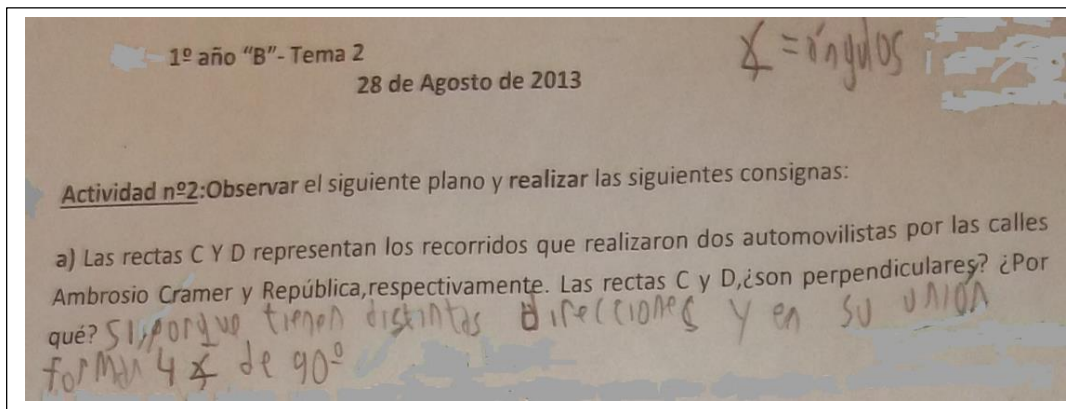 1º año "B"- Tema 2
∡ = ángulos
28 de Agosto de 2013
Actividad nº2:Observar el siguiente plano y realizar las siguientes consignas:
a) Las rectas C Y D representan los recorridos que realizaron dos automovilistas por las calles
Ambrosio Cramer y República,respectivamente. Las rectas C y D,¿son perpendiculares? ¿Por
qué? SI, porque tienen distintas direcciones y en su unión
forman 4 ∡ de 90º